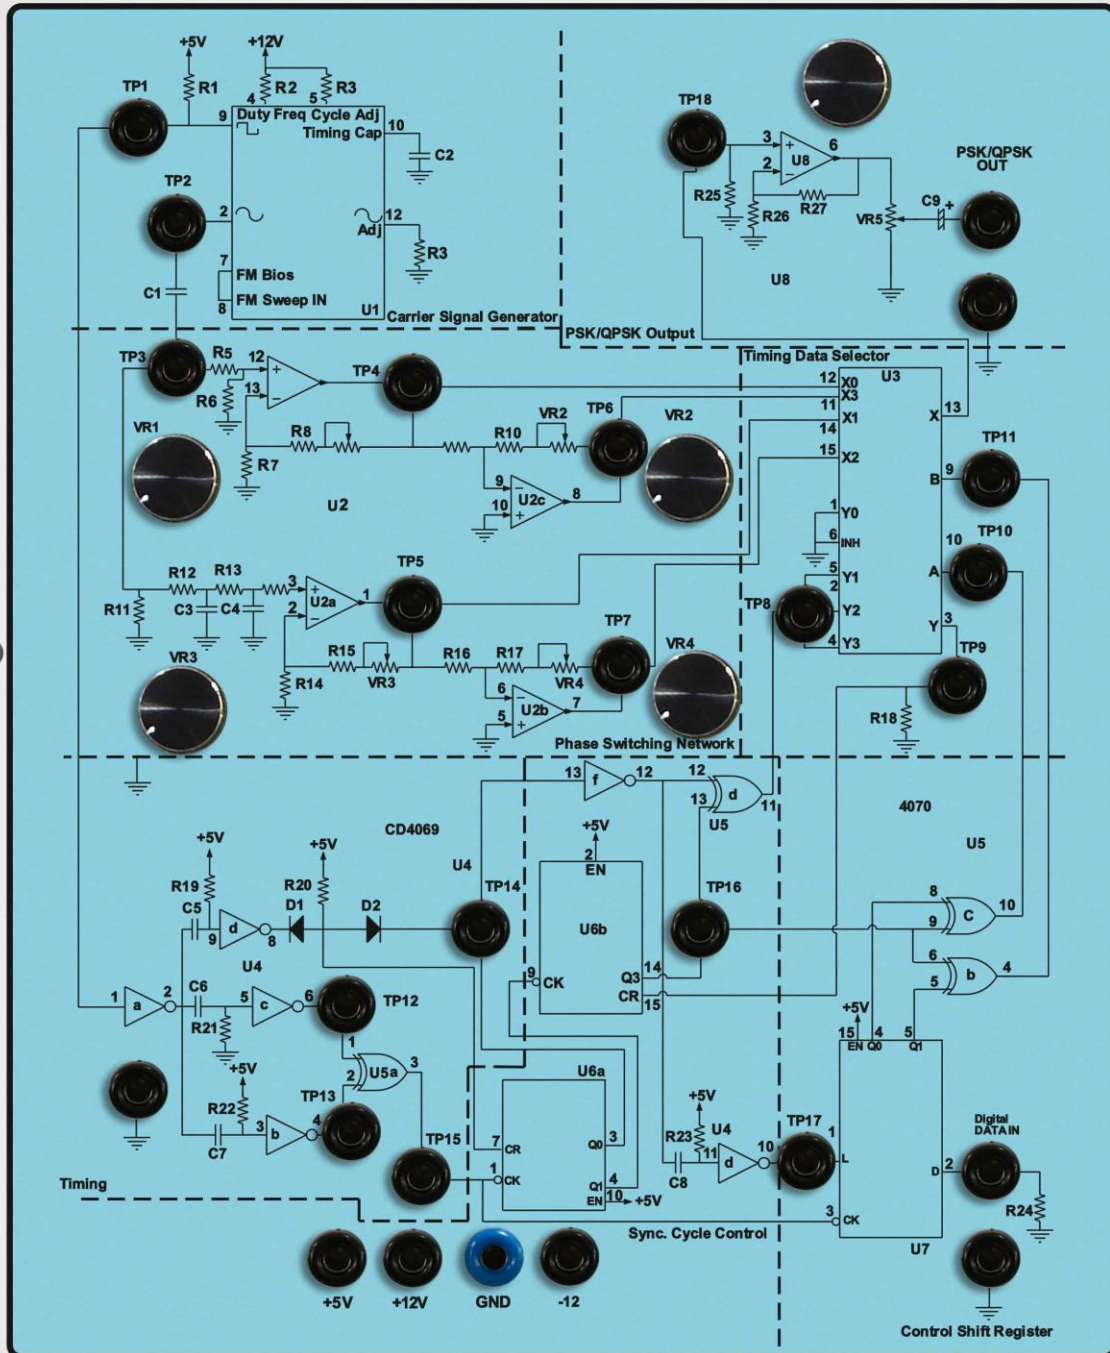 +5V
+12V
TP1
R1
R2
R3
4
5
9
Duty Freq Cycle Adj
Timing Cap
10
C2
TP2
2
12
Adj
R3
7
FM Bios
C1
FM Sweep IN
8
U1
Carrier Signal Generator
TP18
3
+
6
2
U8
−
PSK/QPSK
OUT
R25
R26
R27
VR5
C9
+
U8
PSK/QPSK Output
TP3
R5
12
+
TP4
R6
13
−
VR1
R8
R7
U2
R10
VR2
TP6
VR2
9
−
U2c
8
10
+
Timing Data Selector
U3
12
X0
X3
11
X1
14
15
X2
X
13
TP11
B
9
1
Y0
6
INH
10
TP10
A
5
Y1
2
TP8
Y2
Y
3
4
Y3
TP9
R18
R11
R12
R13
C3
C4
3
+
U2a
1
2
−
TP5
R15
VR3
R14
R16
R17
VR4
TP7
VR4
6
−
U2b
7
5
+
VR3
Phase Switching Network
CD4069
+5V
+5V
R19
R20
C5
d
9
8
D1
D2
U4
TP14
U4
1
a
2
C6
5
c
6
TP12
R21
+5V
1
U5a
3
2
R22
TP13
3
b
4
C7
TP15
Timing
13
f
12
12
d
13
11
U5
+5V
2
EN
U6b
9
CK
Q3
14
CR
15
TP16
U6a
7
CR
Q0
3
1
CK
Q1
4
EN
10
+5V
+5V
R23
U4
11
d
10
C8
TP17
Sync. Cycle Control
4070
U5
8
C
10
9
6
b
4
5
+5V
15
4
5
EN
Q0
Q1
1
L
Digital
DATA IN
D
2
R24
3
CK
U7
Control Shift Register
+5V
+12V
GND
-12